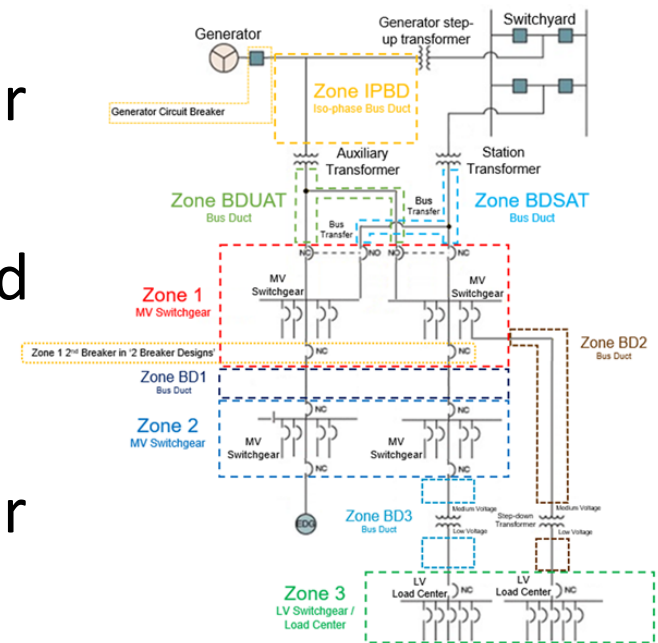 Generator
Generator step-
up transformer
Switchyard
r
Zone IPBD
Iso-phase Bus Duct
Generator Circuit Breaker
Auxiliary
Transformer
Station
Transformer
Zone BDUAT
Bus Duct
Bus
Transfer
Zone BDSAT
Bus Duct
Bus
Transfer
NC
NO
NO
NC
d
Zone 1
MV Switchgear
MV
Switchgear
MV
Switchgear
Zone BD2
Bus Duct
Zone 1 2nd Breaker in '2 Breaker Designs'
NC
NC
Zone BD1
Bus Duct
NC
NC
Zone 2
MV Switchgear
MV
Switchgear
MV
Switchgear
NC
NC
r
EDG
Zone BD3
Bus Duct
Medium Voltage
Low Voltage
Step-down
Transformer
Medium Voltage
Low Voltage
Zone 3
LV Switchgear /
Load Center
LV
Load Center
NC
LV
Load Center
NC